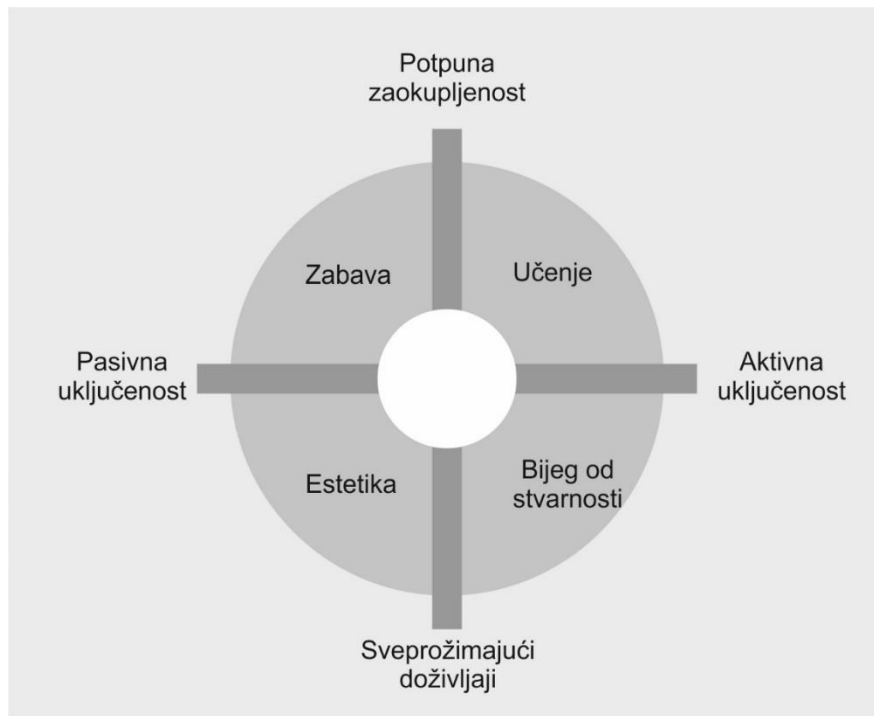 Potpuna
zaokupljenost
Zabava
Učenje
Pasivna
uključenost
Aktivna
uključenost
Estetika
Bijeg od
stvarnosti
Sveprožimajući
doživljaji